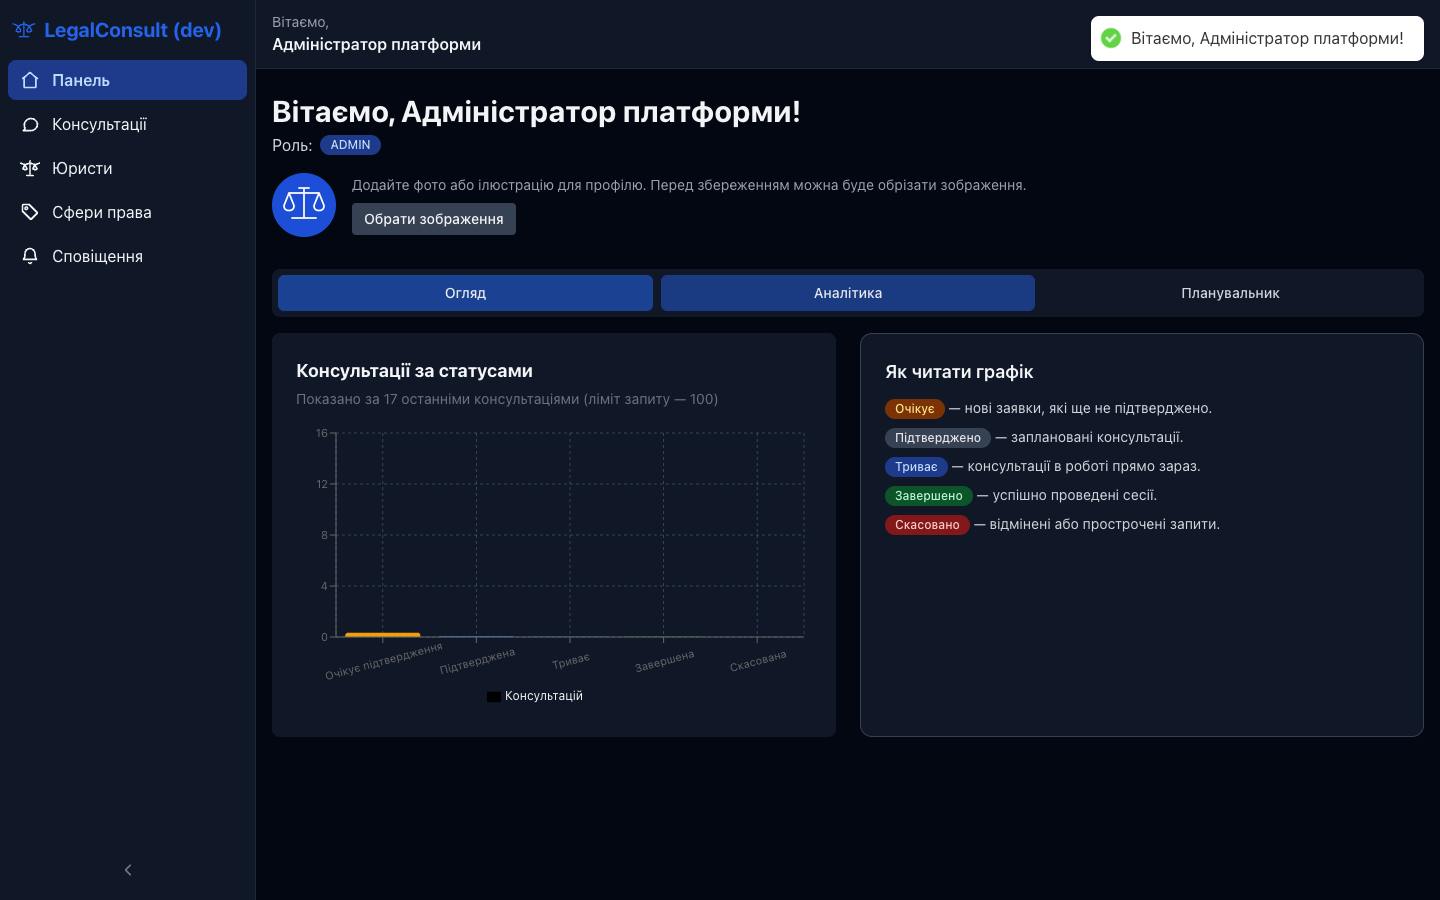 LegalConsult (dev)
Панель
Консультації
Юристи
Сфери права
Сповіщення
Вітаємо,
Адміністратор платформи
Вітаємо, Адміністратор платформи!
Вітаємо, Адміністратор платформи!
Роль: ADMIN
Додайте фото або ілюстрацію для профілю. Перед збереженням можна буде обрізати зображення.
Обрати зображення
Огляд
Аналітика
Планувальник
Консультації за статусами
Показано за 17 останніми консультаціями (ліміт запиту — 100)
16
12
8
4
0
Очікує підтвердження
Підтверджена
Триває
Завершена
Скасована
Консультацій
Як читати графік
Очікує — нові заявки, які ще не підтверджено.
Підтверджено — заплановані консультації.
Триває — консультації в роботі прямо зараз.
Завершено — успішно проведені сесії.
Скасовано — відмінені або прострочені запити.